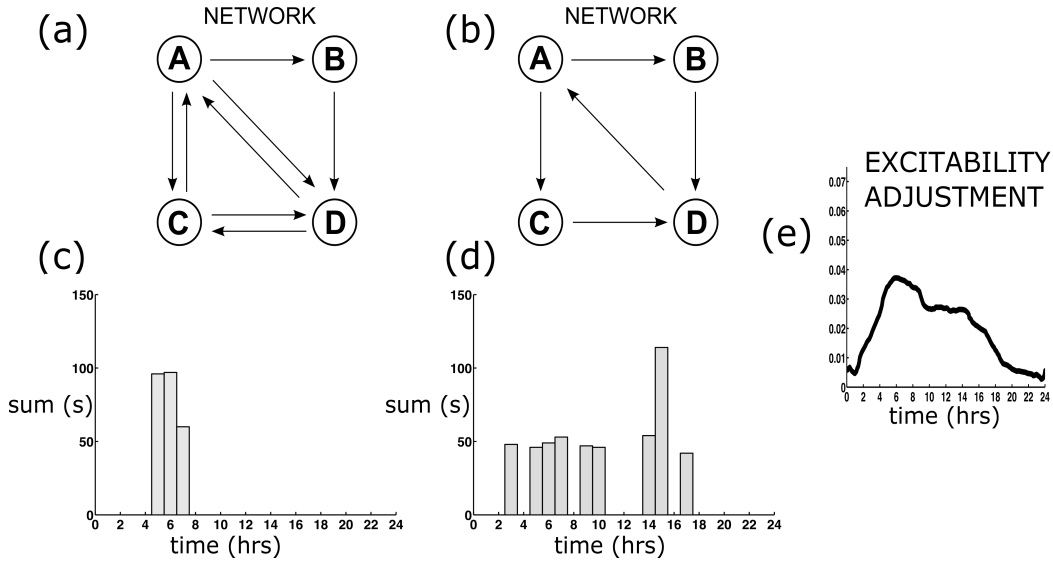 (a)
NETWORK
A
B
C
D
(b)
NETWORK
A
B
C
D
(c)
150
100
50
0
sum (s)
0 2 4 6 8 10 12 14 16 18 20 22 24
time (hrs)
(d)
150
100
50
0
sum (s)
0 2 4 6 8 10 12 14 16 18 20 22 24
time (hrs)
(e)
EXCITABILITY
ADJUSTMENT
0.07
0.06
0.05
0.04
0.03
0.02
0.01
0
0 2 4 6 8 10 12 14 16 18 20 22 24
time (hrs)